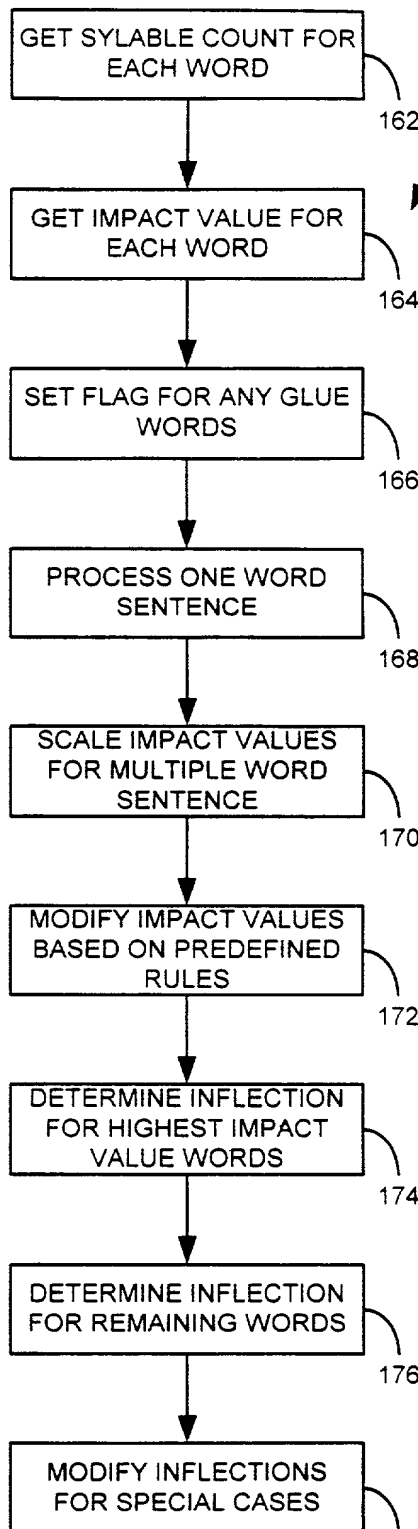 GET SYLABLE COUNT FOR
EACH WORD
162
GET IMPACT VALUE FOR
EACH WORD
164
SET FLAG FOR ANY GLUE
WORDS
166
PROCESS ONE WORD
SENTENCE
168
SCALE IMPACT VALUES
FOR MULTIPLE WORD
SENTENCE
170
MODIFY IMPACT VALUES
BASED ON PREDEFINED
RULES
172
DETERMINE INFLECTION
FOR HIGHEST IMPACT
VALUE WORDS
174
DETERMINE INFLECTION
FOR REMAINING WORDS
176
MODIFY INFLECTIONS
FOR SPECIAL CASES